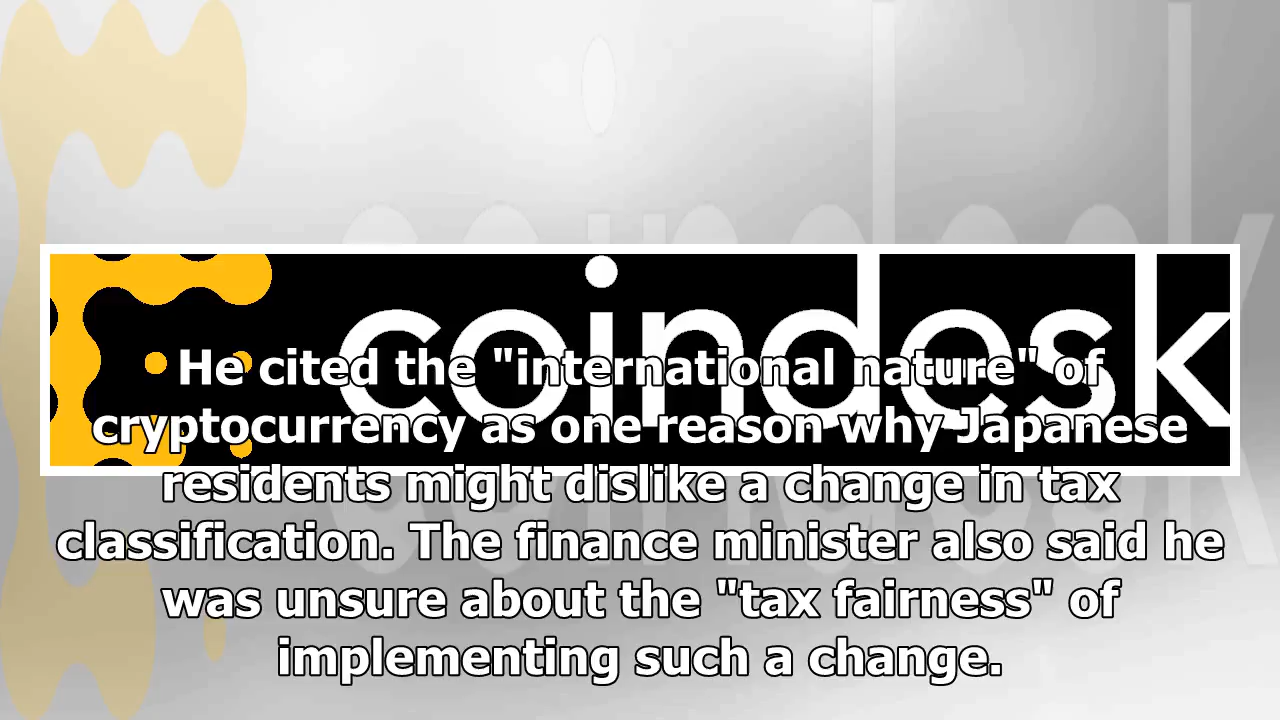 coindesk
He cited the "international nature" of
cryptocurrency as one reason why Japanese
residents might dislike a change in tax
classification. The finance minister also said he
was unsure about the "tax fairness" of
implementing such a change.